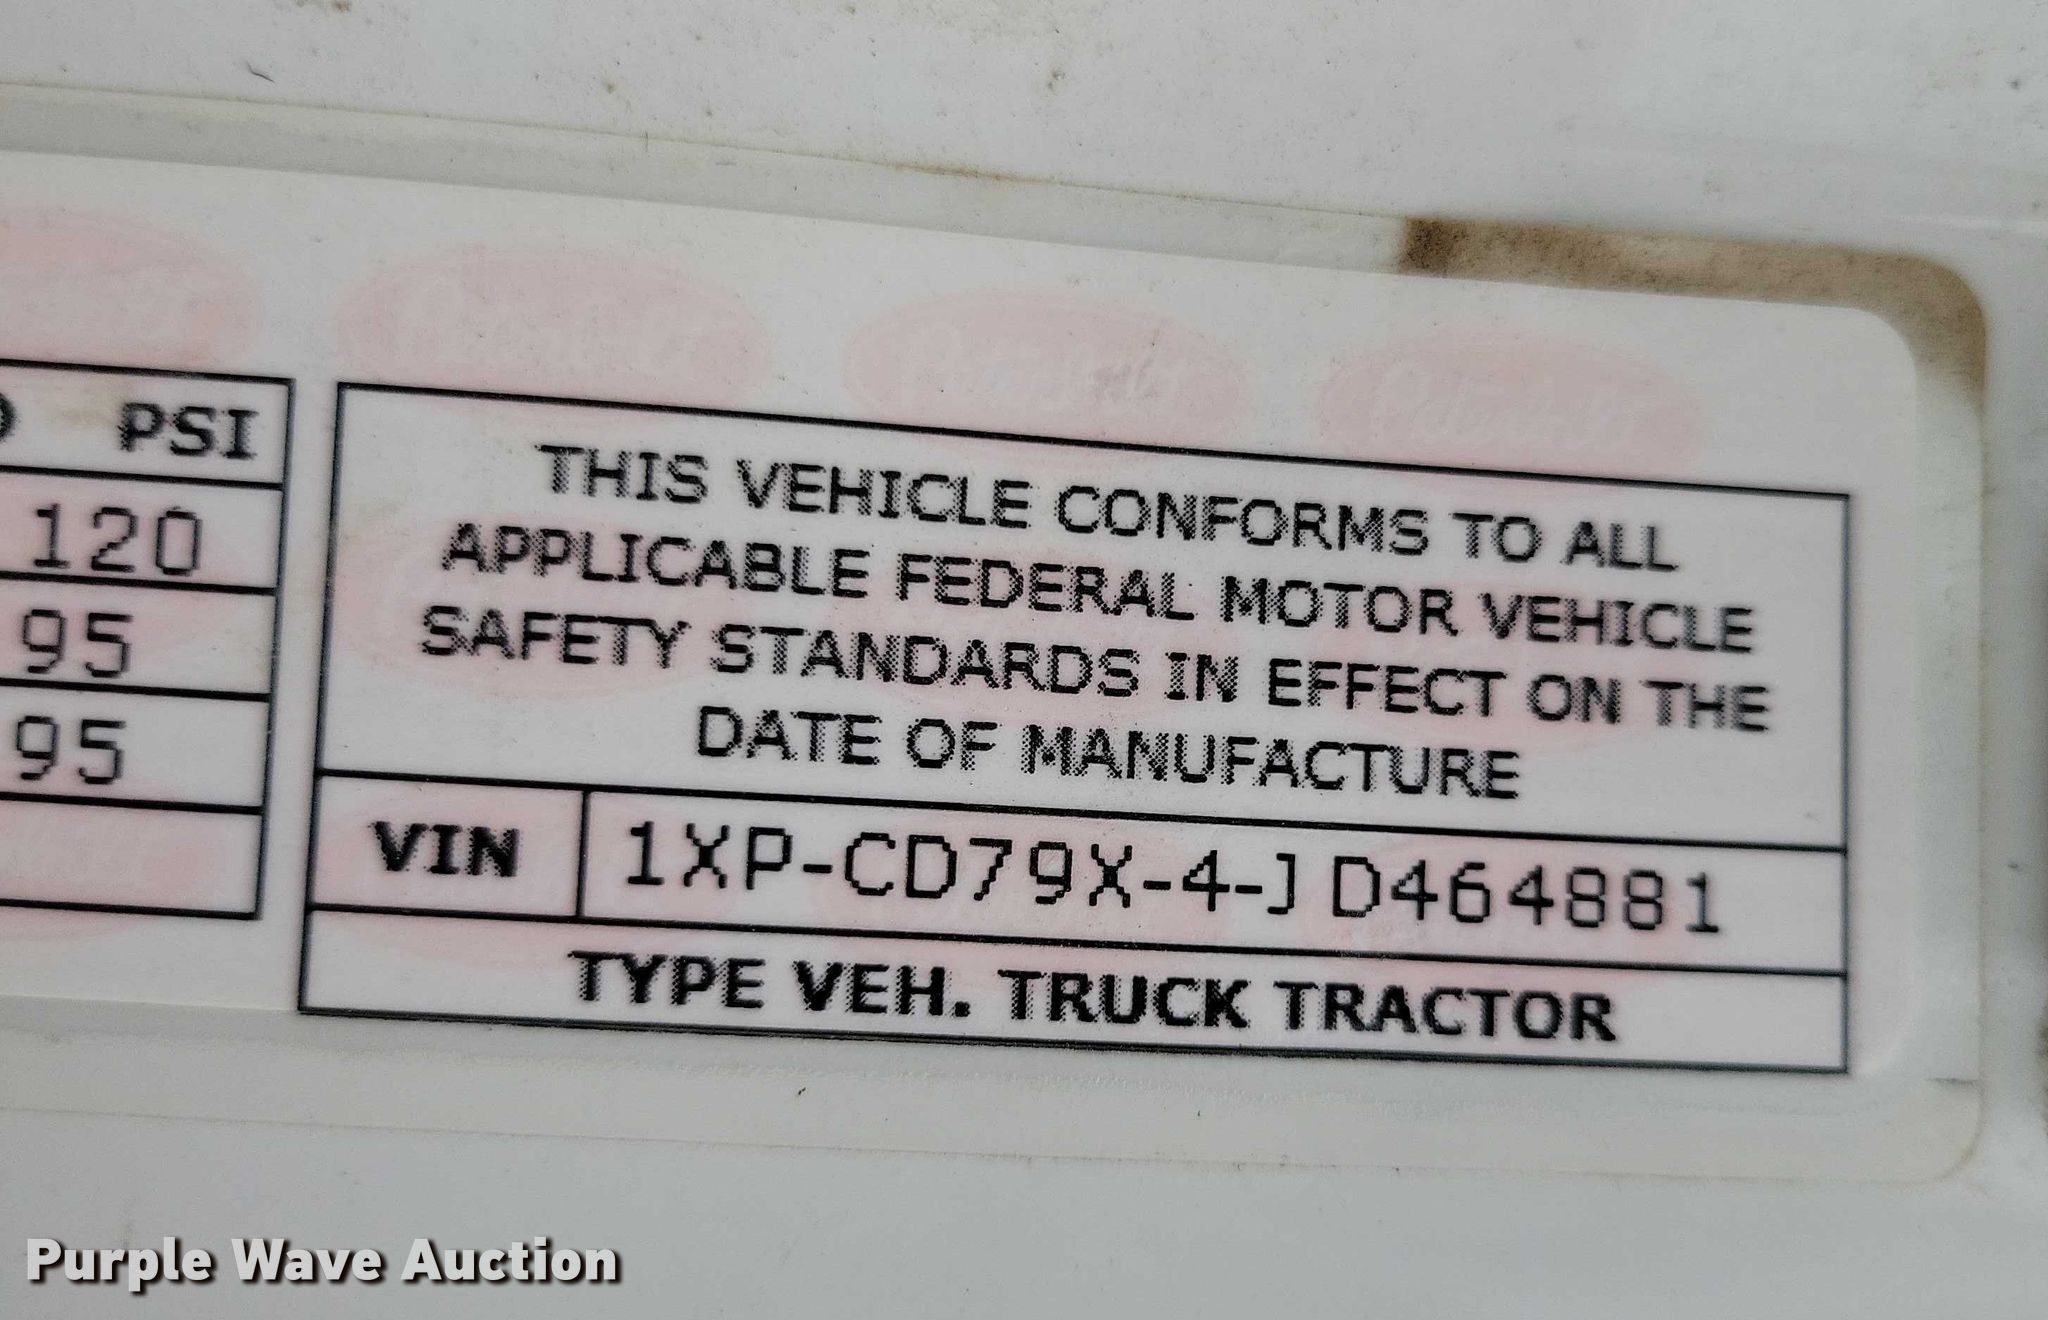 PSI
120
95
95
THIS VEHICLE CONFORMS TO ALL
APPLICABLE FEDERAL MOTOR VEHICLE
SAFETY STANDARDS IN EFFECT ON THE
DATE OF MANUFACTURE
VIN 1XP-CD79X-4-JD464881
TYPE VEH. TRUCK TRACTOR
Purple Wave Auction